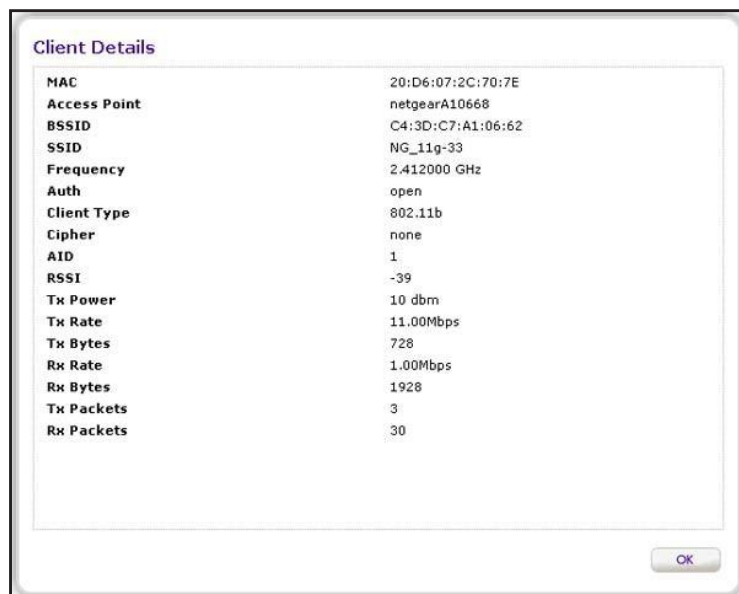 Client Details
MAC 20:D6:07:2C:70:7E
Access Point netgearA10668
BSSID C4:3D:C7:A1:06:62
SSID NG_11g-33
Frequency 2.412000 GHz
Auth open
Client Type 802.11b
Cipher none
AID 1
RSSI -39
Tx Power 10 dbm
Tx Rate 11.00Mbps
Tx Bytes 728
Rx Rate 1.00Mbps
Rx Bytes 1928
Tx Packets 3
Rx Packets 30
OK